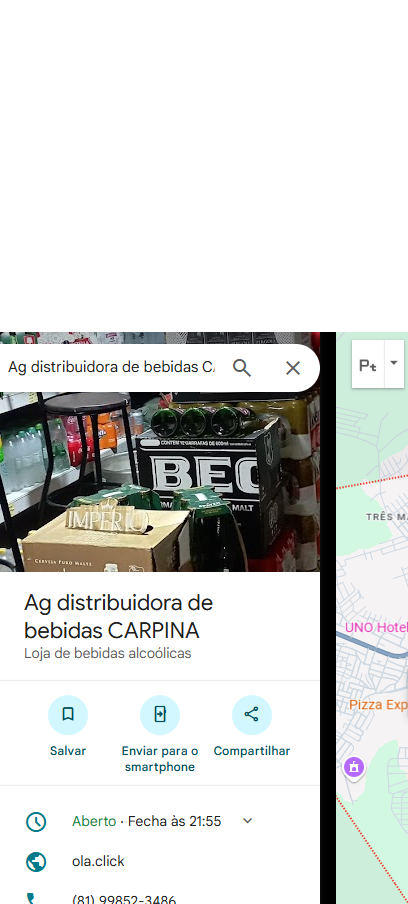 Ag distribuidora de bebidas C
Pt
CONTÉM 12 GARRAFAS DE 600ml
BEC
MALT
IMPÉRIO
CERVEJA PURO MALTE
TRÊS MA
Ag distribuidora de
bebidas CARPINA
Loja de bebidas alcoólicas
UNO Hotel
Salvar
Enviar para o
smartphone
Compartilhar
Pizza Exp
Aberto · Fecha às 21:55
ola.click
(81) 99852-3486